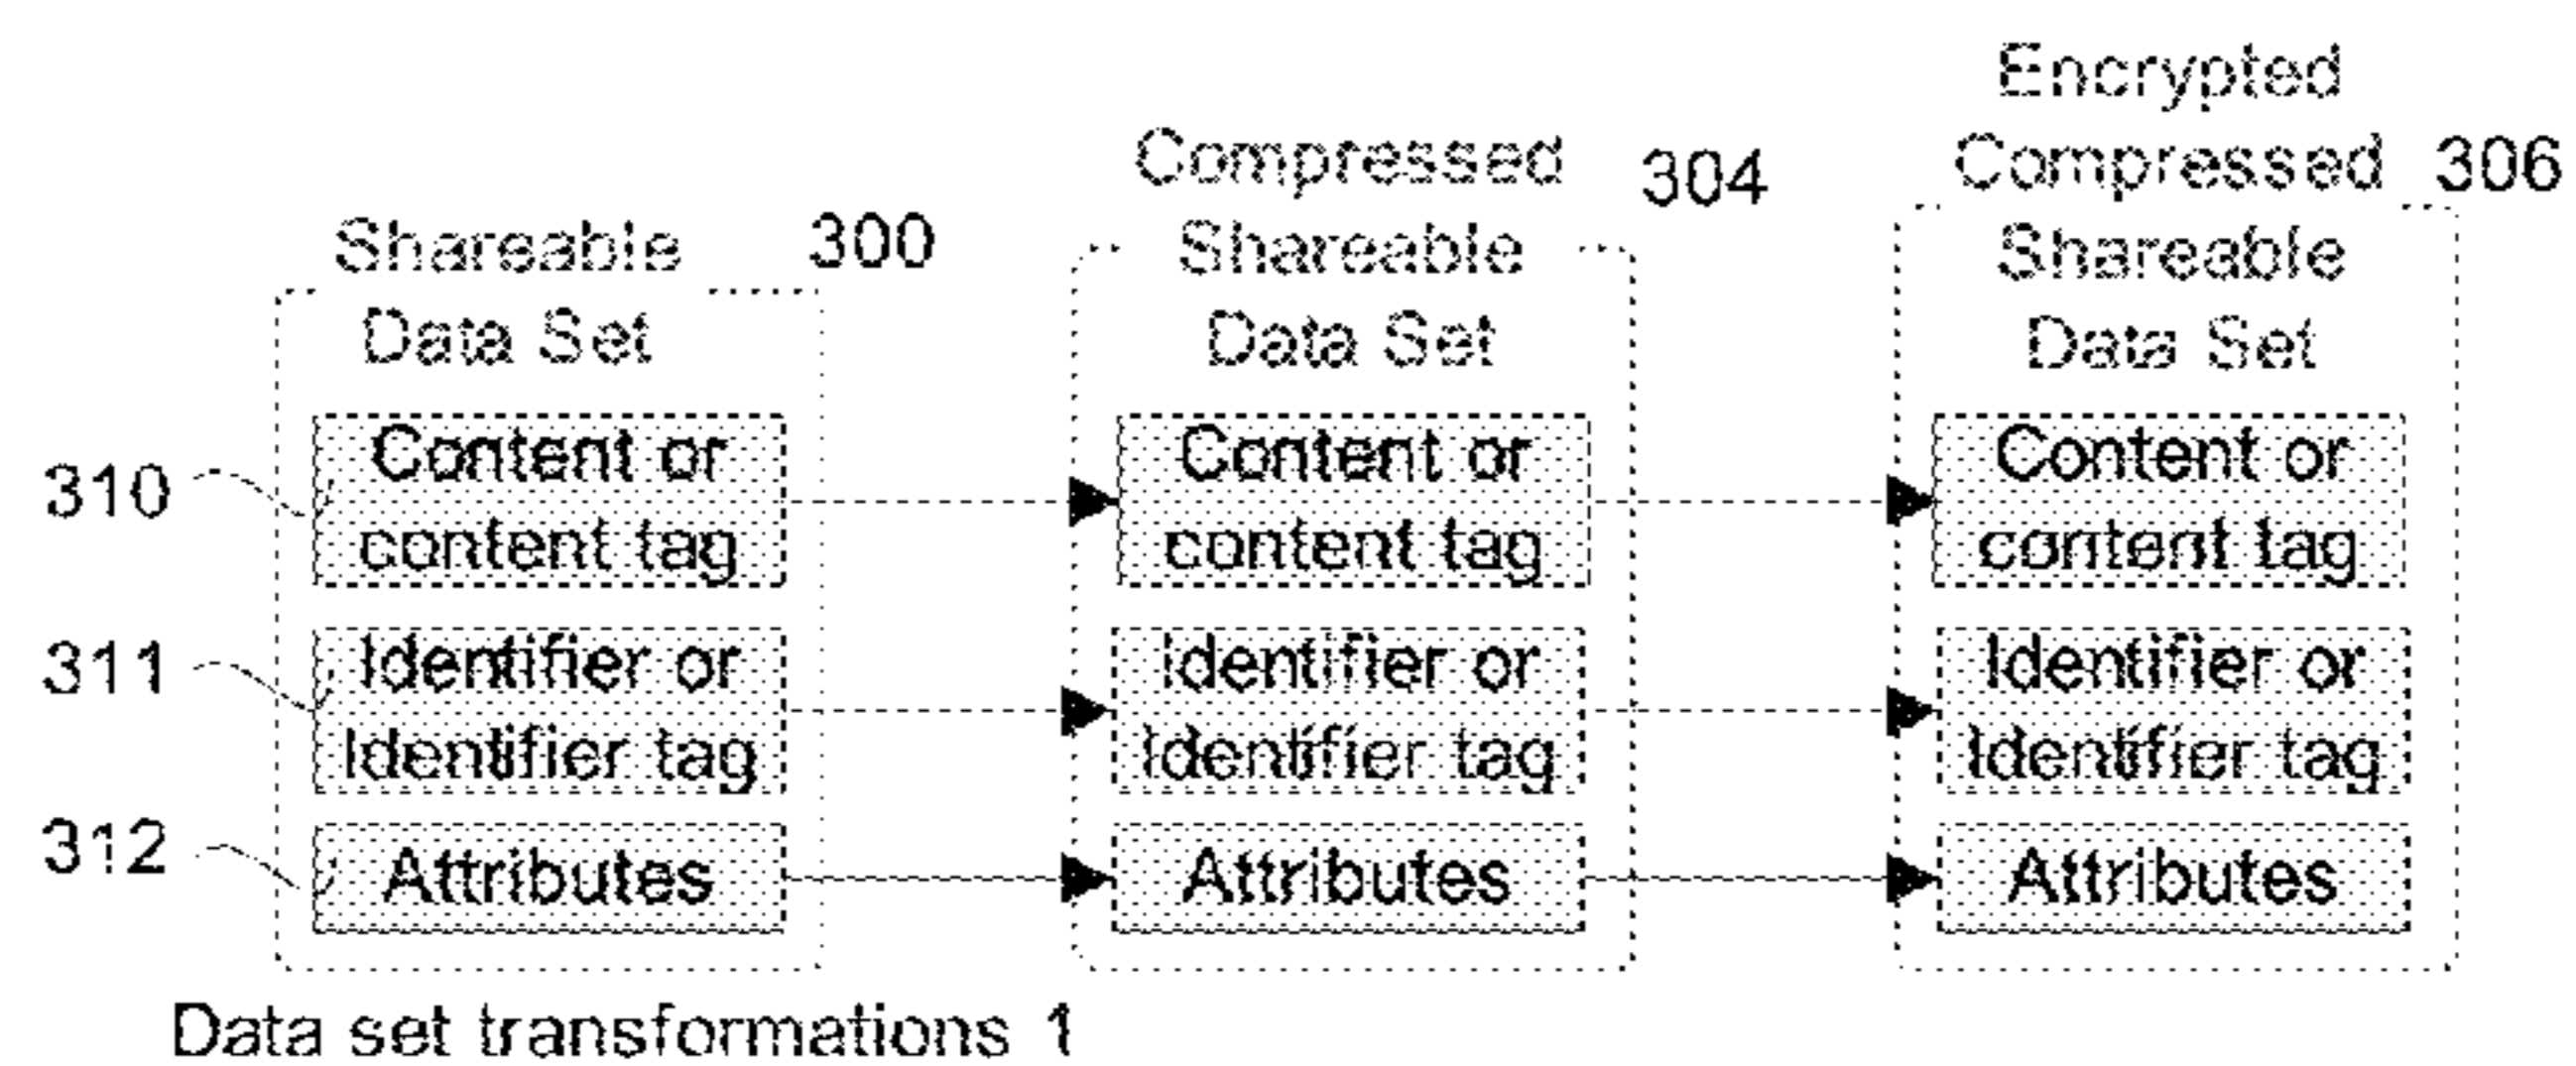 Shareable
Data Set
300
Compressed
Shareable
Data Set
304
Encrypted
Compressed
Shareable
Data Set
306
310
Content or
content tag
Content or
content tag
Content or
content tag
311
Identifier or
Identifier tag
Identifier or
Identifier tag
Identifier or
Identifier tag
312
Attributes
Attributes
Attributes
Data set transformations 1